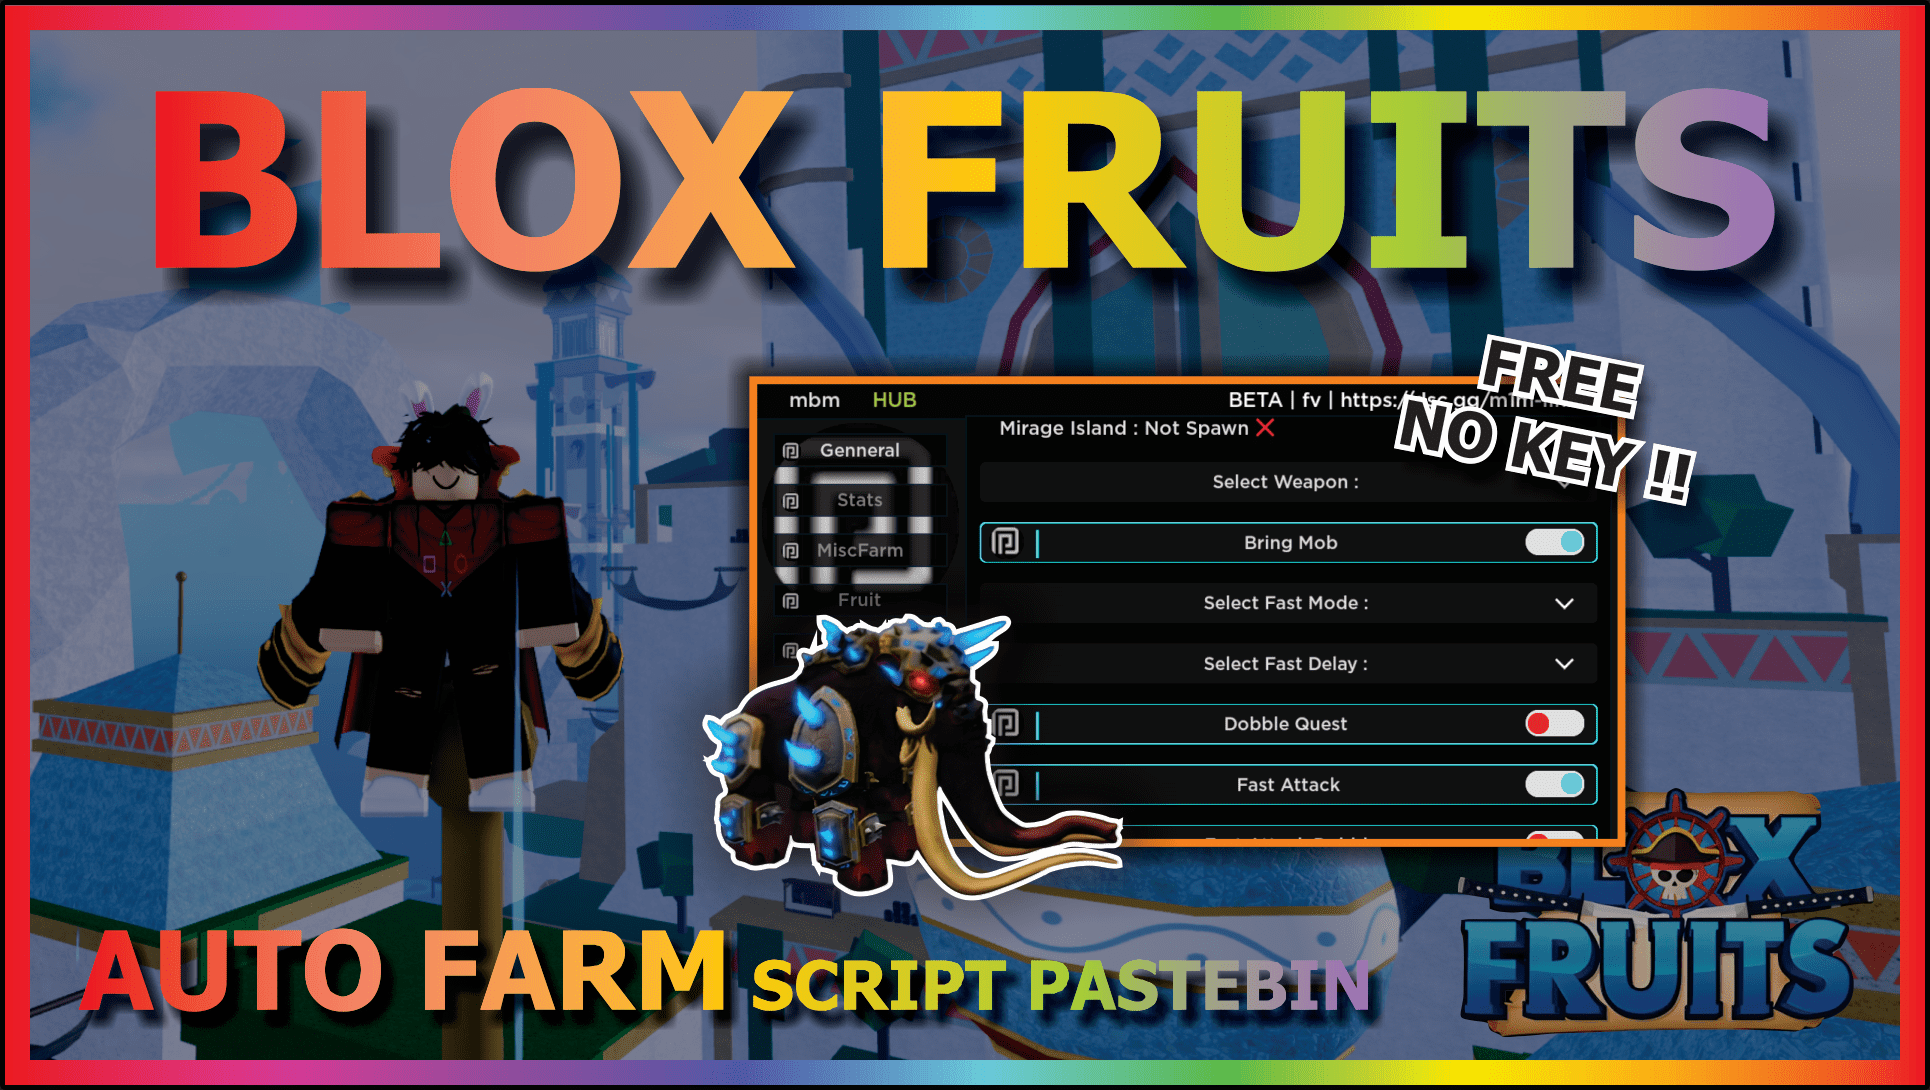 BLOX FRUITS
FREE
NO KEY !!
mbm HUB
BETA | fv | https://
Mirage Island : Not Spawn
Genneral
Stats
MiscFarm
Fruit
Select Weapon :
Bring Mob
Select Fast Mode :
Select Fast Delay :
Dobble Quest
Fast Attack
AUTO FARM SCRIPT PASTEBIN
BLOX
FRUITS